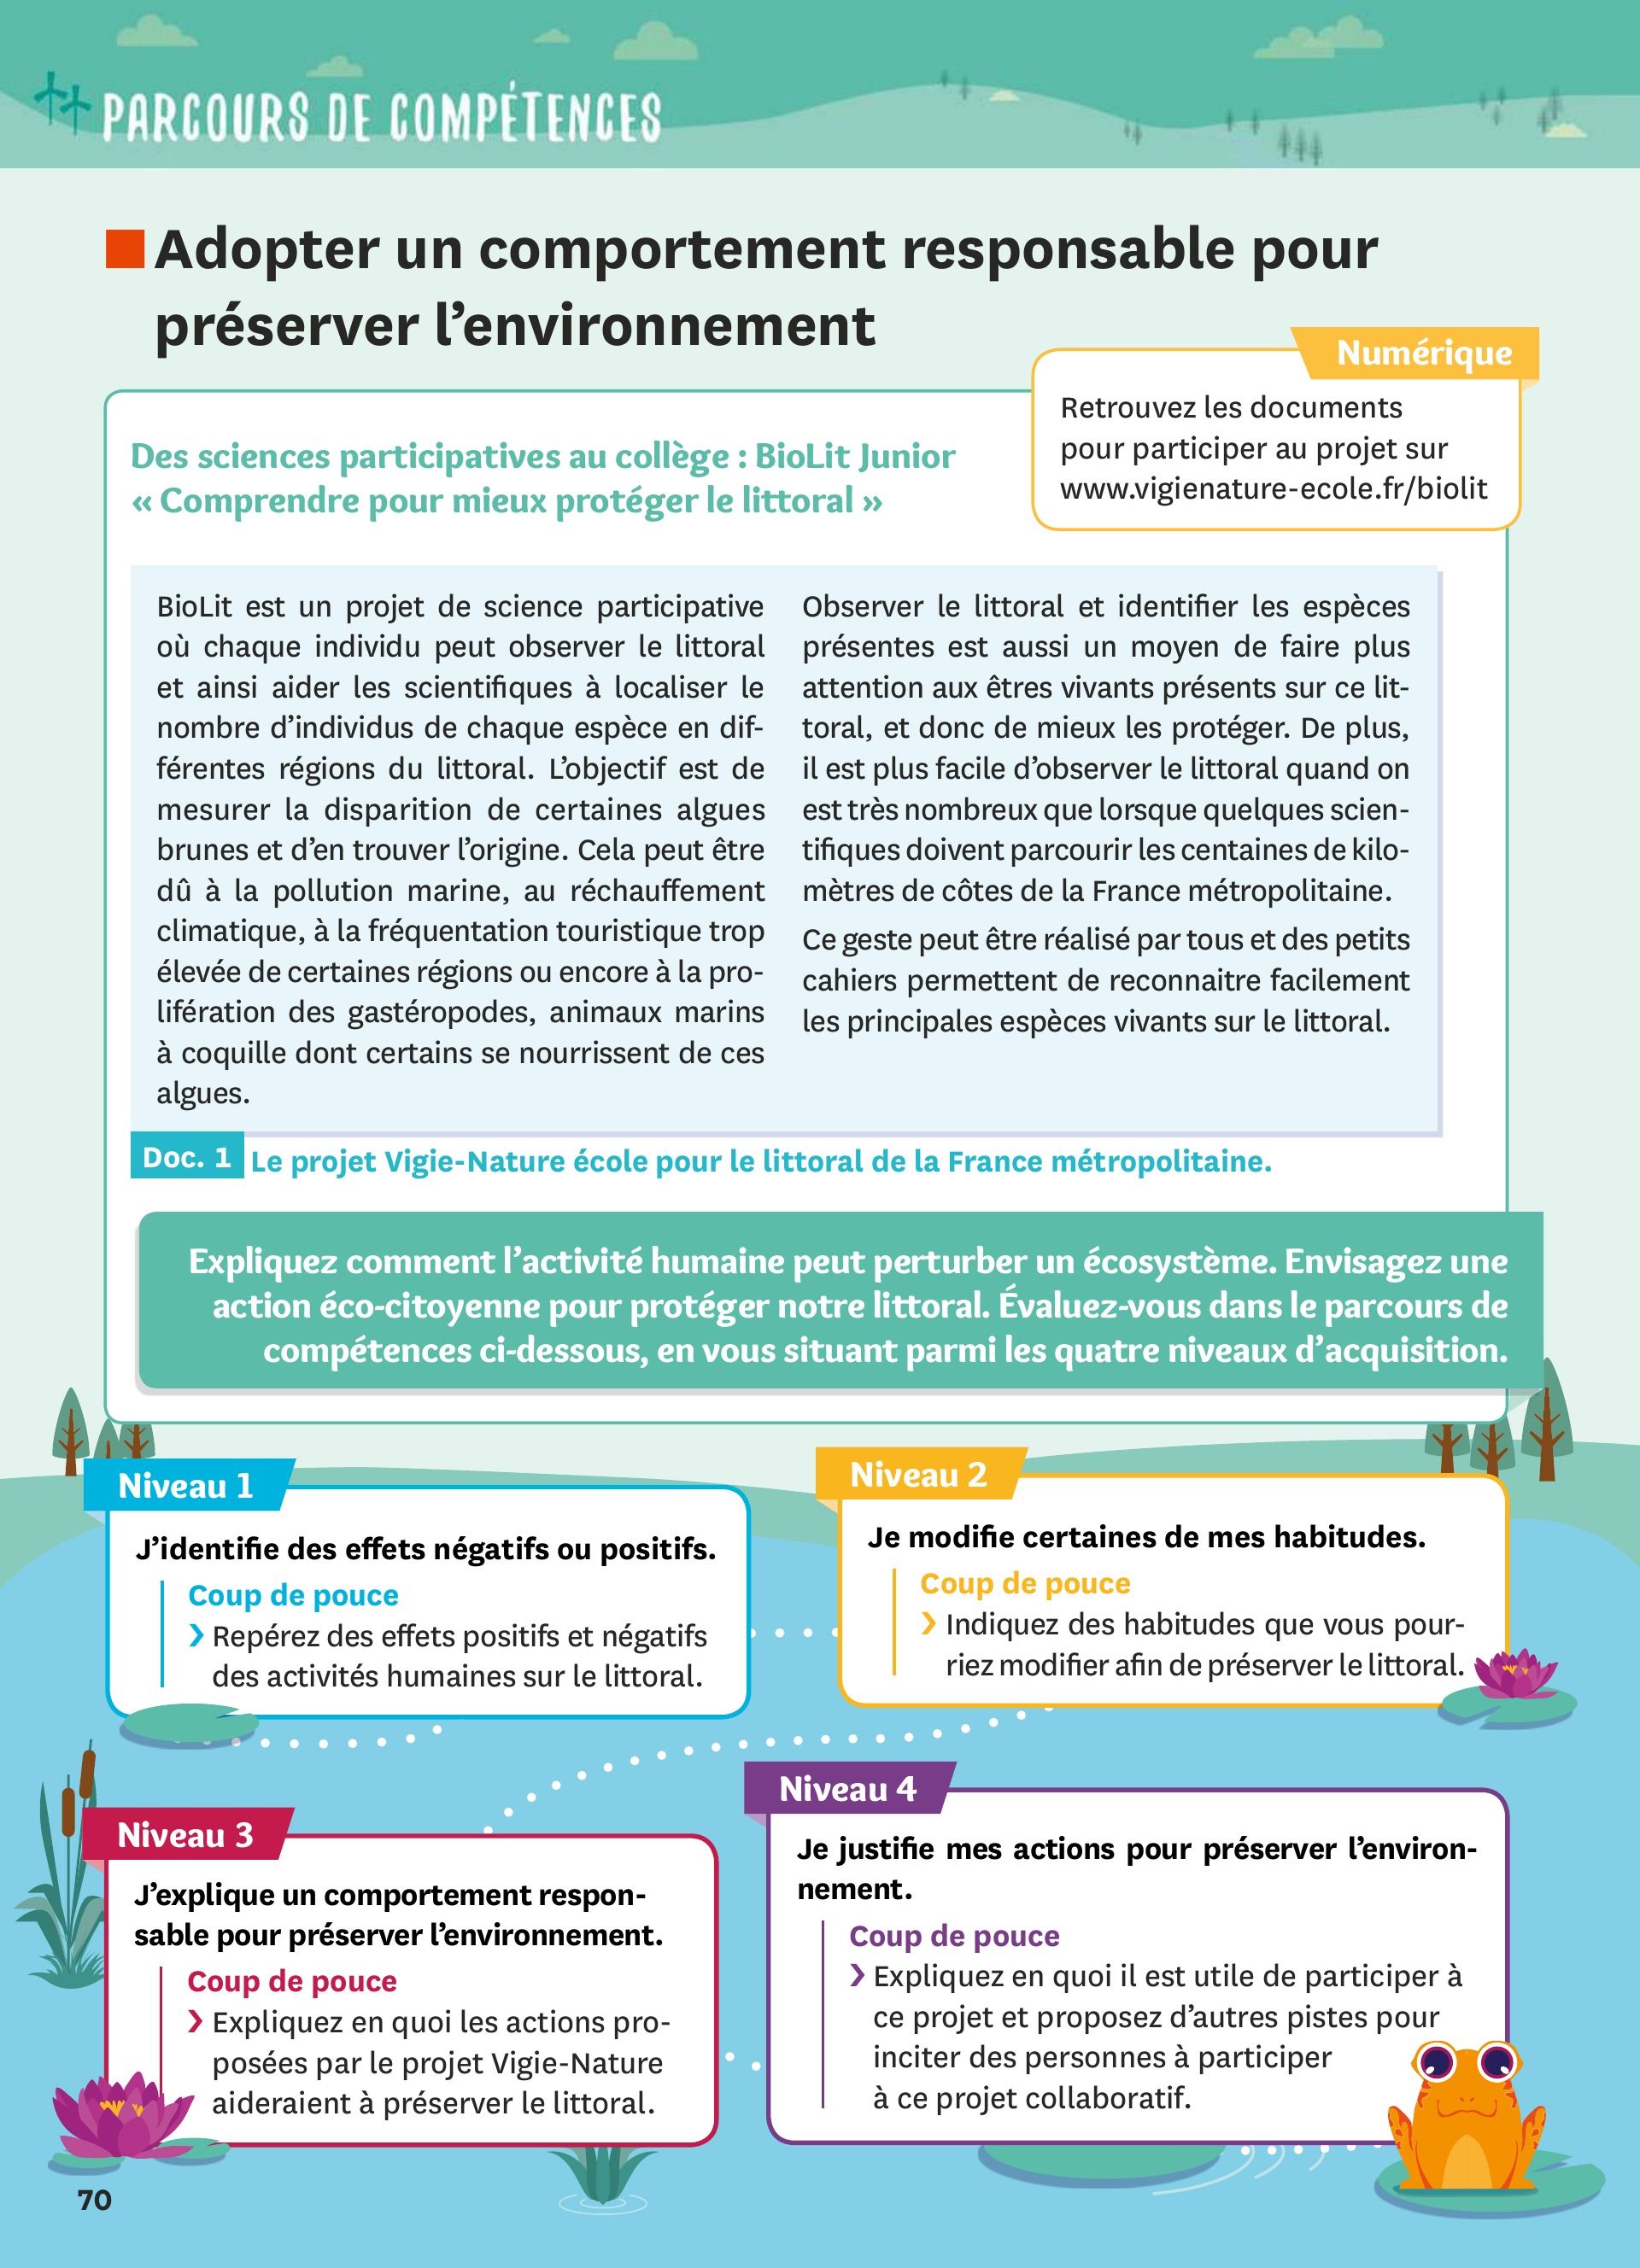 PARCOURS DE COMPÉTENCES
Adopter un comportement responsable pour
préserver l'environnement
Numérique
Retrouvez les documents
pour participer au projet sur
www.vigienature-ecole.fr/biolit
Des sciences participatives au collège : BioLit Junior
« Comprendre pour mieux protéger le littoral »
BioLit est un projet de science participative
où chaque individu peut observer le littoral
et ainsi aider les scientifiques à localiser le
nombre d'individus de chaque espèce en dif-
férentes régions du littoral. L'objectif est de
mesurer la disparition de certaines algues
brunes et d'en trouver l'origine. Cela peut être
dû à la pollution marine, au réchauffement
climatique, à la fréquentation touristique trop
élevée de certaines régions ou encore à la pro-
lifération des gastéropodes, animaux marins
à coquille dont certains se nourrissent de ces
algues.
Observer le littoral et identifier les espèces
présentes est aussi un moyen de faire plus
attention aux êtres vivants présents sur ce lit-
toral, et donc de mieux les protéger. De plus,
il est plus facile d'observer le littoral quand on
est très nombreux que lorsque quelques scien-
tifiques doivent parcourir les centaines de kilo-
mètres de côtes de la France métropolitaine.
Ce geste peut être réalisé par tous et des petits
cahiers permettent de reconnaitre facilement
les principales espèces vivants sur le littoral.
Doc. 1 Le projet Vigie-Nature école pour le littoral de la France métropolitaine.
Expliquez comment l'activité humaine peut perturber un écosystème. Envisagez une
action éco-citoyenne pour protéger notre littoral. Évaluez-vous dans le parcours de
compétences ci-dessous, en vous situant parmi les quatre niveaux d'acquisition.
Niveau 1
J'identifie des effets négatifs ou positifs.
Coup de pouce
› Repérez des effets positifs et négatifs
des activités humaines sur le littoral.
Niveau 2
Je modifie certaines de mes habitudes.
Coup de pouce
› Indiquez des habitudes que vous pour-
riez modifier afin de préserver le littoral.
Niveau 3
J'explique un comportement respon-
sable pour préserver l'environnement.
Coup de pouce
› Expliquez en quoi les actions pro-
posées par le projet Vigie-Nature
aideraient à préserver le littoral.
Niveau 4
Je justifie mes actions pour préserver l'environ-
nement.
Coup de pouce
› Expliquez en quoi il est utile de participer à
ce projet et proposez d'autres pistes pour
inciter des personnes à participer
à ce projet collaboratif.
70